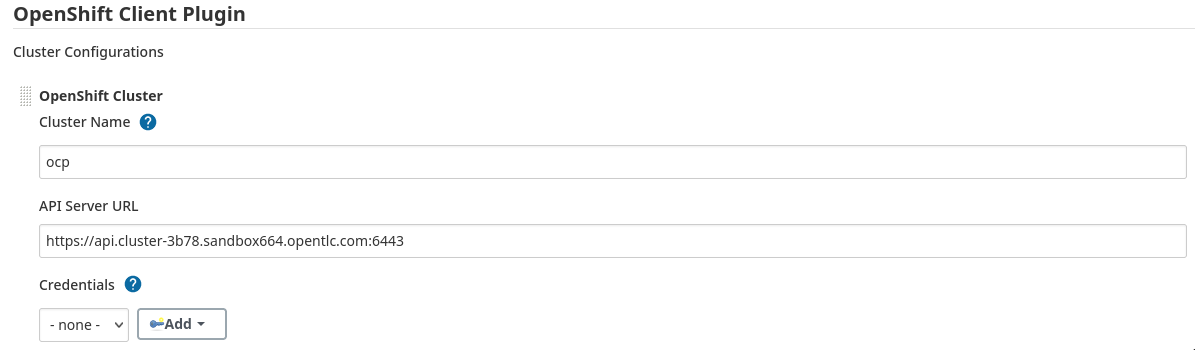 OpenShift Client Plugin
Cluster Configurations
OpenShift Cluster
Cluster Name ?
ocp
API Server URL
https://api.cluster-3b78.sandbox664.opentlc.com:6443
Credentials ?
- none - Add